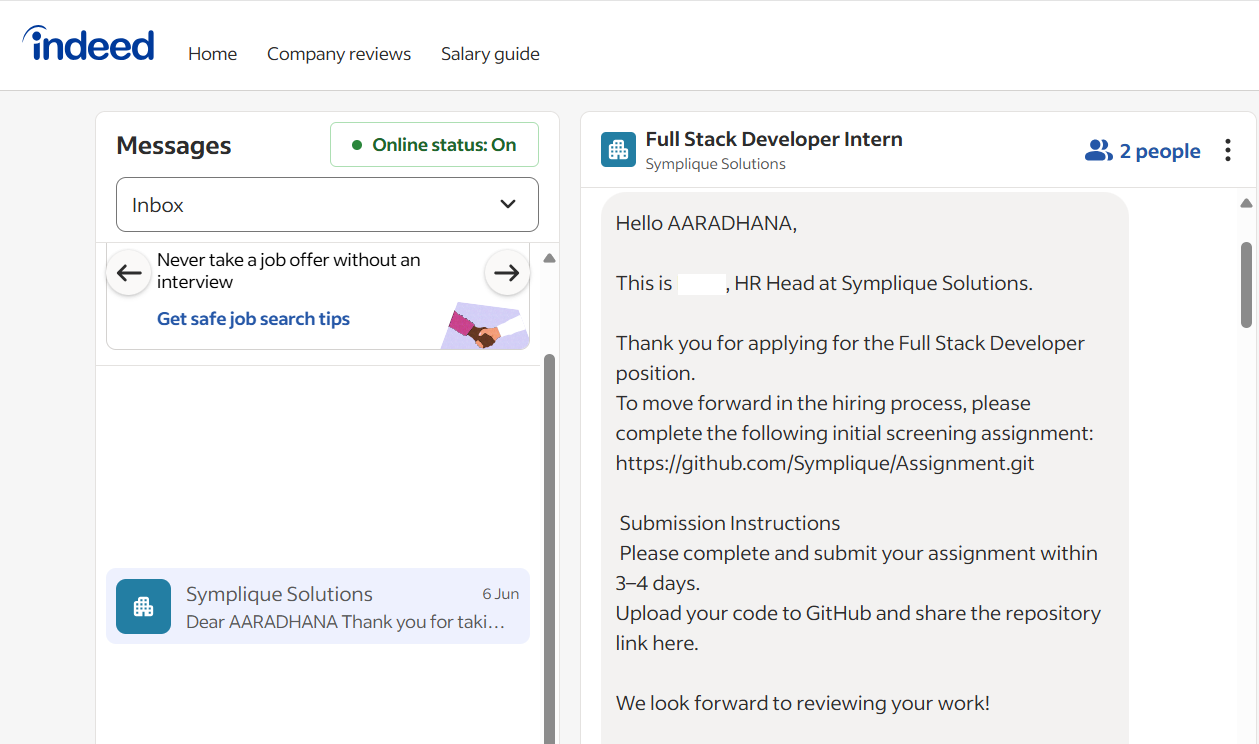 indeed
Home
Company reviews
Salary guide
Messages
Online status: On
Inbox
Never take a job offer without an
interview
Get safe job search tips
Symplique Solutions
6 Jun
Dear AARADHANA Thank you for taki...
Full Stack Developer Intern
Symplique Solutions
2 people
Hello AARADHANA,
This is , HR Head at Symplique Solutions.
Thank you for applying for the Full Stack Developer
position.
To move forward in the hiring process, please
complete the following initial screening assignment:
https://github.com/Symplique/Assignment.git
Submission Instructions
Please complete and submit your assignment within
3–4 days.
Upload your code to GitHub and share the repository
link here.
We look forward to reviewing your work!